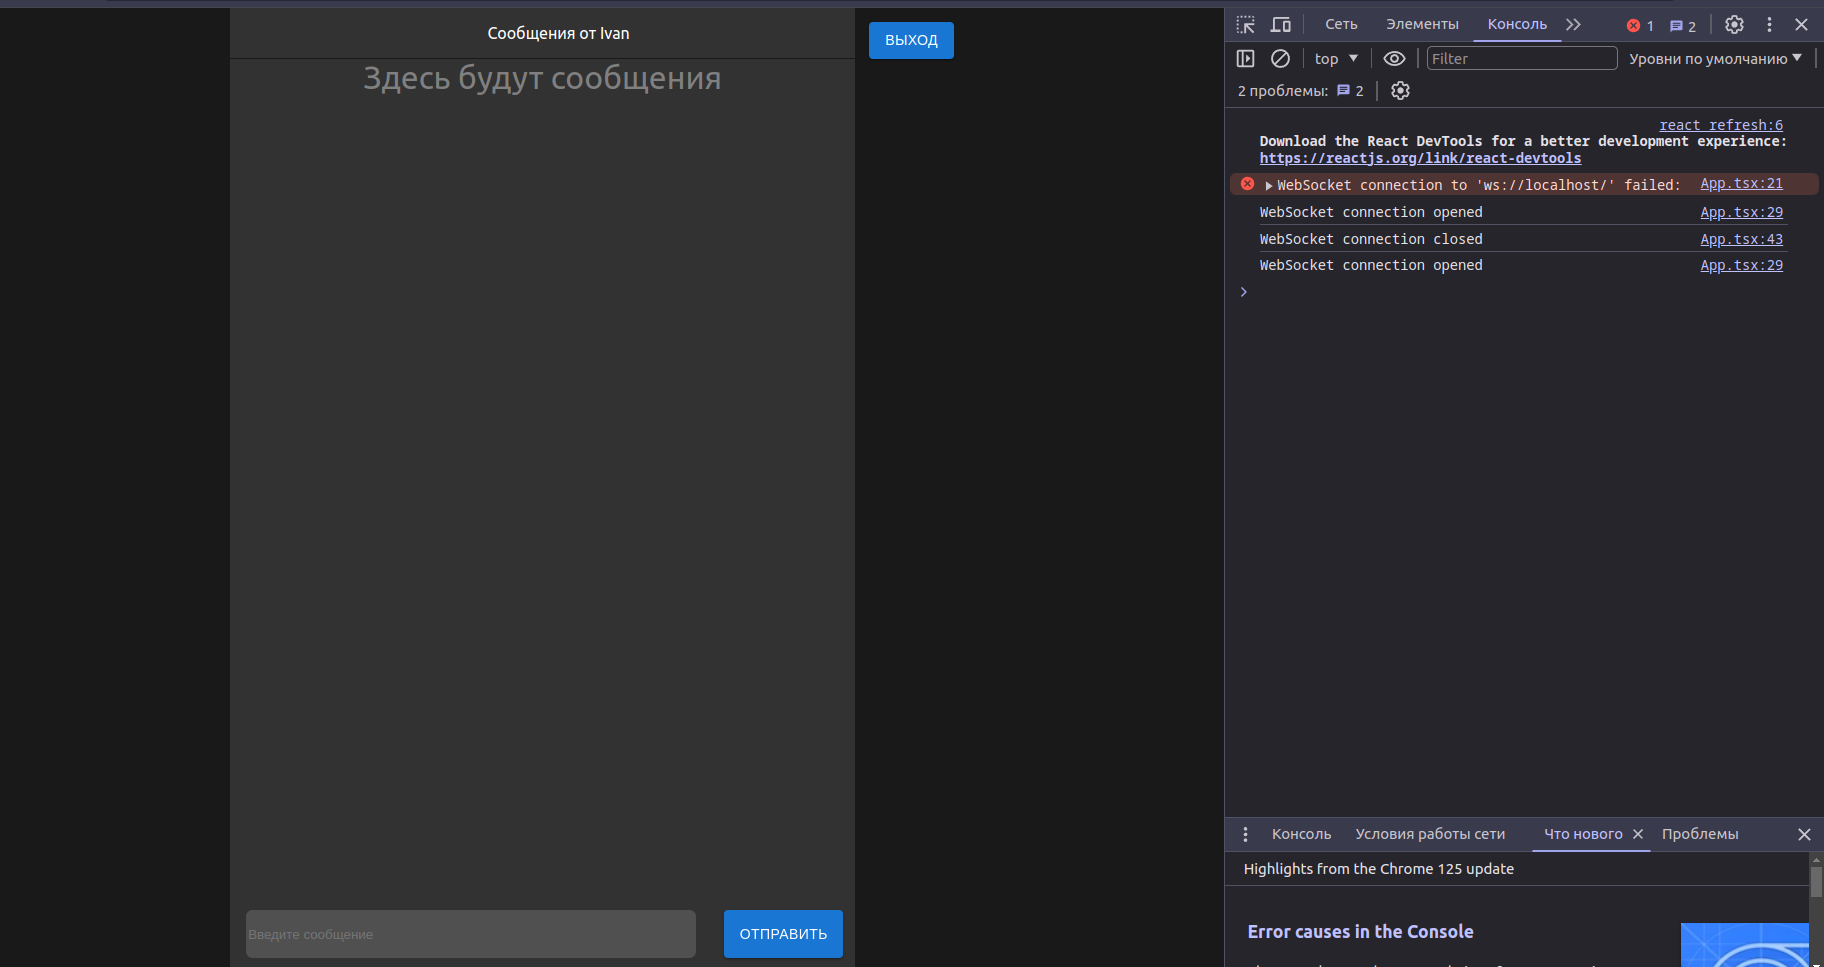 Сообщения от Ivan
ВЫХОД
Здесь будут сообщения
Введите сообщение
ОТПРАВИТЬ
Сеть Элементы Консоль 1 2
top Filter Уровни по умолчанию
2 проблемы: 2
react refresh:6
Download the React DevTools for a better development experience:
https://reactjs.org/link/react-devtools
WebSocket connection to 'ws://localhost/' failed: App.tsx:21
WebSocket connection opened App.tsx:29
WebSocket connection closed App.tsx:43
WebSocket connection opened App.tsx:29
Консоль Условия работы сети Что нового Проблемы
Highlights from the Chrome 125 update
Error causes in the Console